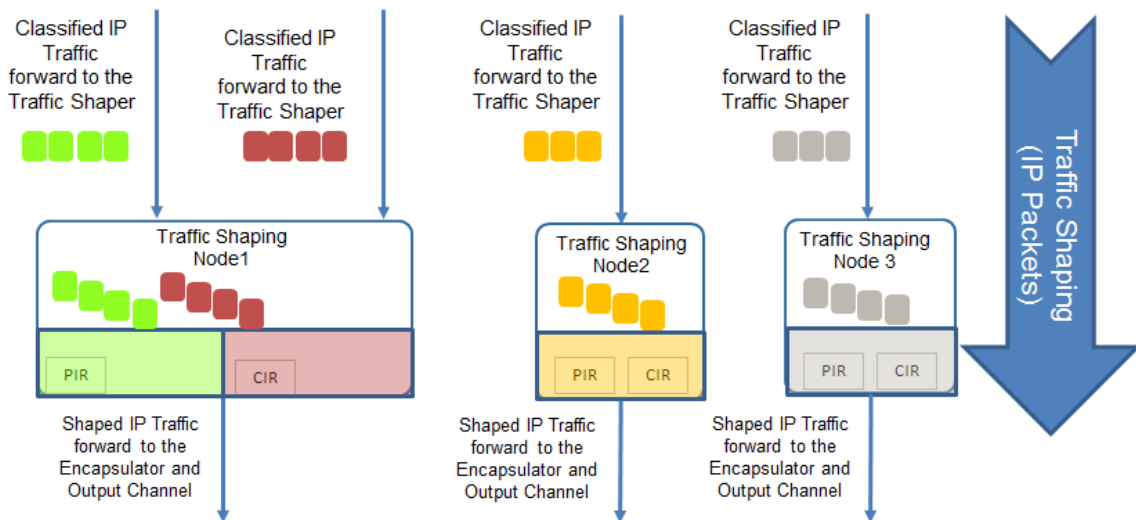 Classified IP
Traffic
forward to the
Traffic Shaper
Classified IP
Traffic
forward to the
Traffic Shaper
Classified IP
Traffic
forward to the
Traffic Shaper
Classified IP
Traffic
forward to the
Traffic Shaper
Traffic Shaping
(IP Packets)
Traffic Shaping
Node1
Traffic Shaping
Node2
Traffic Shaping
Node 3
PIR
CIR
PIR
CIR
PIR
CIR
Shaped IP Traffic
forward to the
Encapsulator and
Output Channel
Shaped IP Traffic
forward to the
Encapsulator and
Output Channel
Shaped IP Traffic
forward to the
Encapsulator and
Output Channel